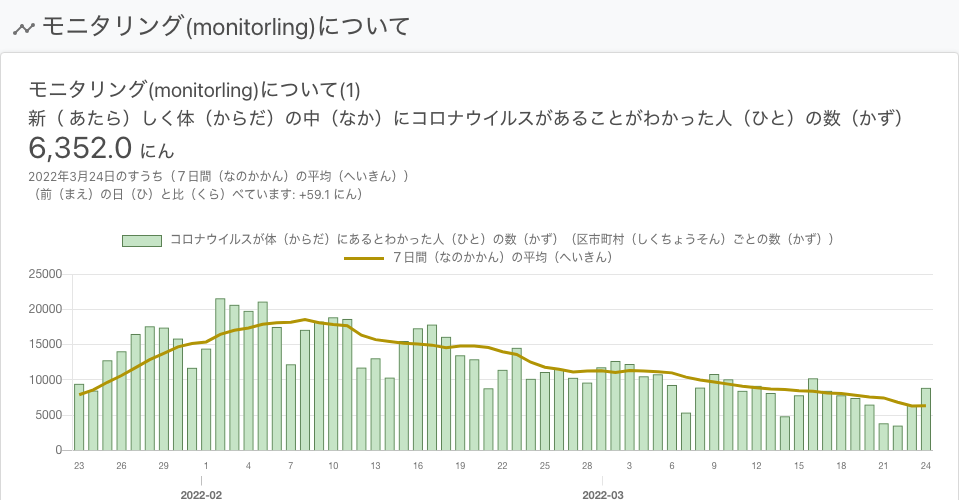 モニタリング(monitorling)について
モニタリング(monitorling)について(1)
新（ あたら）しく体（からだ）の中（なか）にコロナウイルスがあることがわかった人（ひと）の数（かず）
6,352.0 にん
2022年3月24日のすうち（７日間（なのかかん）の平均（へいきん））
（前（まえ）の日（ひ）と比（くら）べています: +59.1 にん）
コロナウイルスが体（からだ）にあるとわかった人（ひと）の数（かず）（区市町村（しくちょうそん）ごとの数（かず））
７日間（なのかかん）の平均（へいきん）
25000
20000
15000
10000
5000
0
23 26 29 1 4 7 10 13 16 19 22 25 28 3 6 9 12 15 18 21 24
2022-02 2022-03